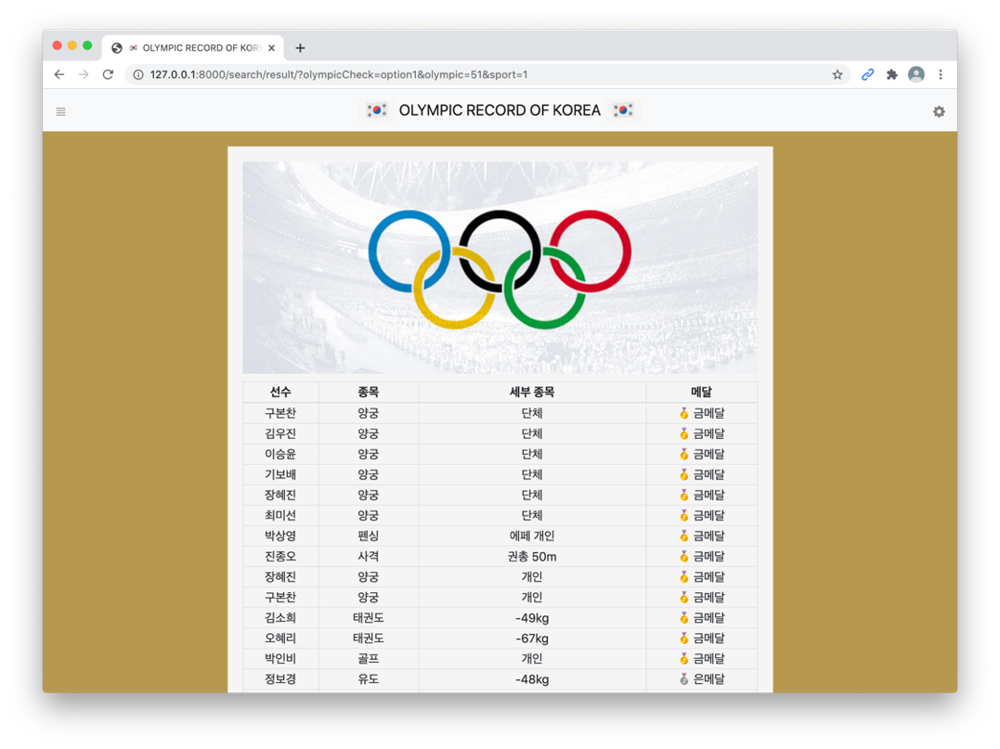 OLYMPIC RECORD OF KOR
127.0.0.1:8000/search/result/?olympicCheck=option1&olympic=51&sport=1
OLYMPIC RECORD OF KOREA
선수 종목 세부 종목 메달
구본찬 양궁 단체 금메달
김우진 양궁 단체 금메달
이승윤 양궁 단체 금메달
기보배 양궁 단체 금메달
장혜진 양궁 단체 금메달
최미선 양궁 단체 금메달
박상영 펜싱 에페 개인 금메달
진종오 사격 권총 50m 금메달
장혜진 양궁 개인 금메달
구본찬 양궁 개인 금메달
김소희 태권도 -49kg 금메달
오혜리 태권도 -67kg 금메달
박인비 골프 개인 금메달
정보경 유도 -48kg 은메달